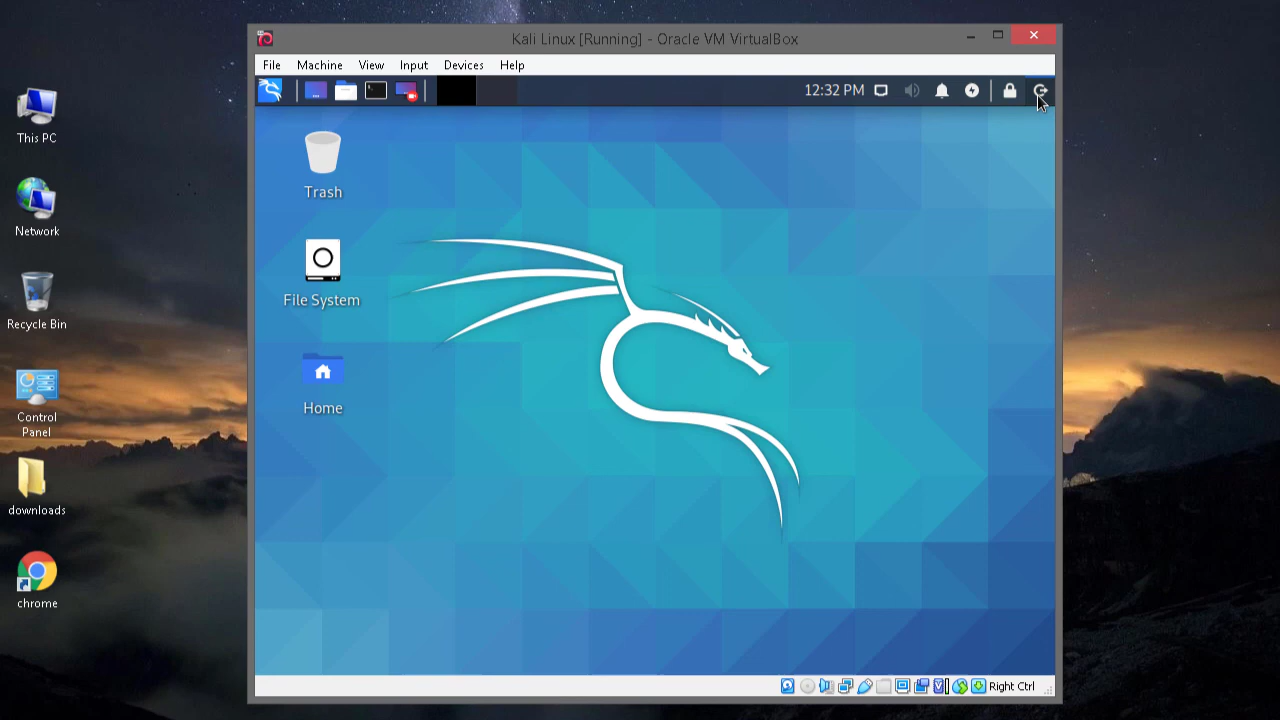 Kali Linux [Running] - Oracle VM VirtualBox
File Machine View Input Devices Help
12:32 PM
Trash
File System
Home
This PC
Network
Recycle Bin
Control
Panel
downloads
chrome
Right Ctrl